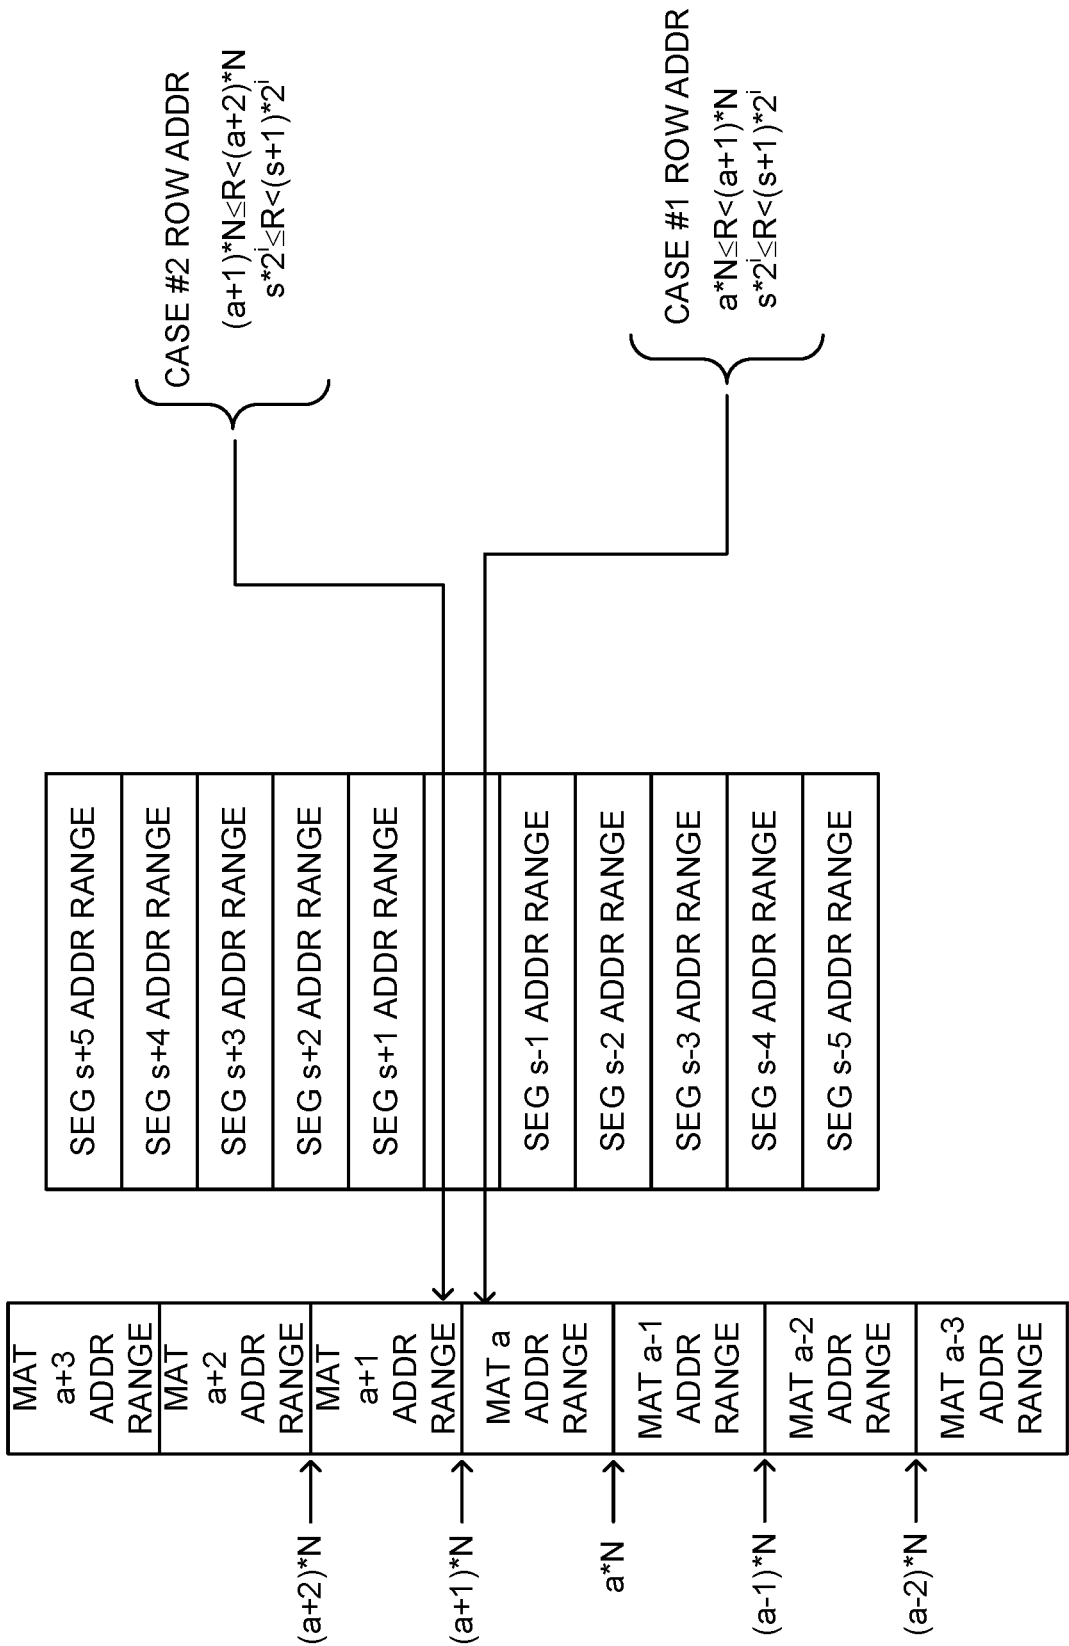 CASE #2 ROW ADDR
(a+1)*N≤R<(a+2)*N
s*2^i≤R<(s+1)*2^i
CASE #1 ROW ADDR
a*N≤R<(a+1)*N
s*2^i≤R<(s+1)*2^i
SEG s+5 ADDR RANGE
SEG s+4 ADDR RANGE
SEG s+3 ADDR RANGE
SEG s+2 ADDR RANGE
SEG s+1 ADDR RANGE
SEG s-1 ADDR RANGE
SEG s-2 ADDR RANGE
SEG s-3 ADDR RANGE
SEG s-4 ADDR RANGE
SEG s-5 ADDR RANGE
MAT
a+3
ADDR
RANGE
MAT
a+2
ADDR
RANGE
MAT
a+1
ADDR
RANGE
MAT a
ADDR
RANGE
MAT a-1
ADDR
RANGE
MAT a-2
ADDR
RANGE
MAT a-3
ADDR
RANGE
(a+2)*N
(a+1)*N
a*N
(a-1)*N
(a-2)*N